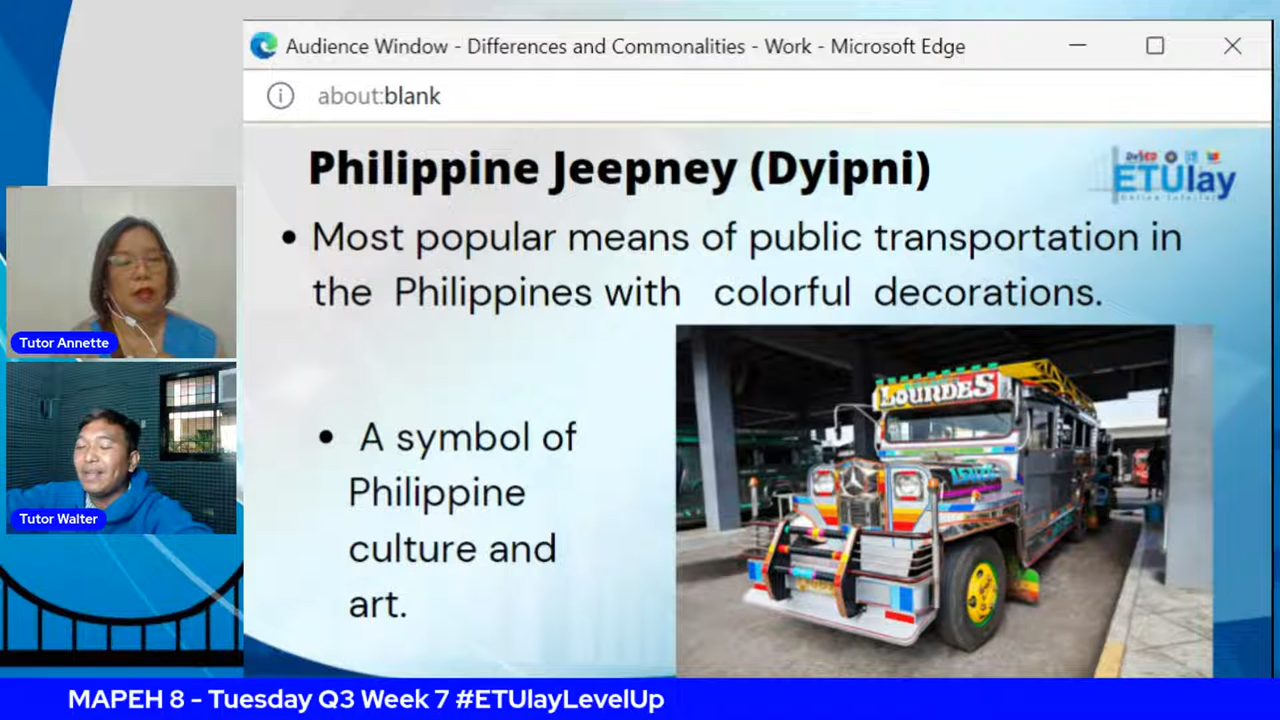 Audience Window - Differences and Commonalities - Work - Microsoft Edge
about:blank
Philippine Jeepney (Dyipni)
DepED
ETUlay
• Most popular means of public transportation in
the Philippines with colorful decorations.
• A symbol of
Philippine
culture and
art.
LOURDES
Tutor Annette
Tutor Walter
MAPEH 8 - Tuesday Q3 Week 7 #ETUlayLevelUp